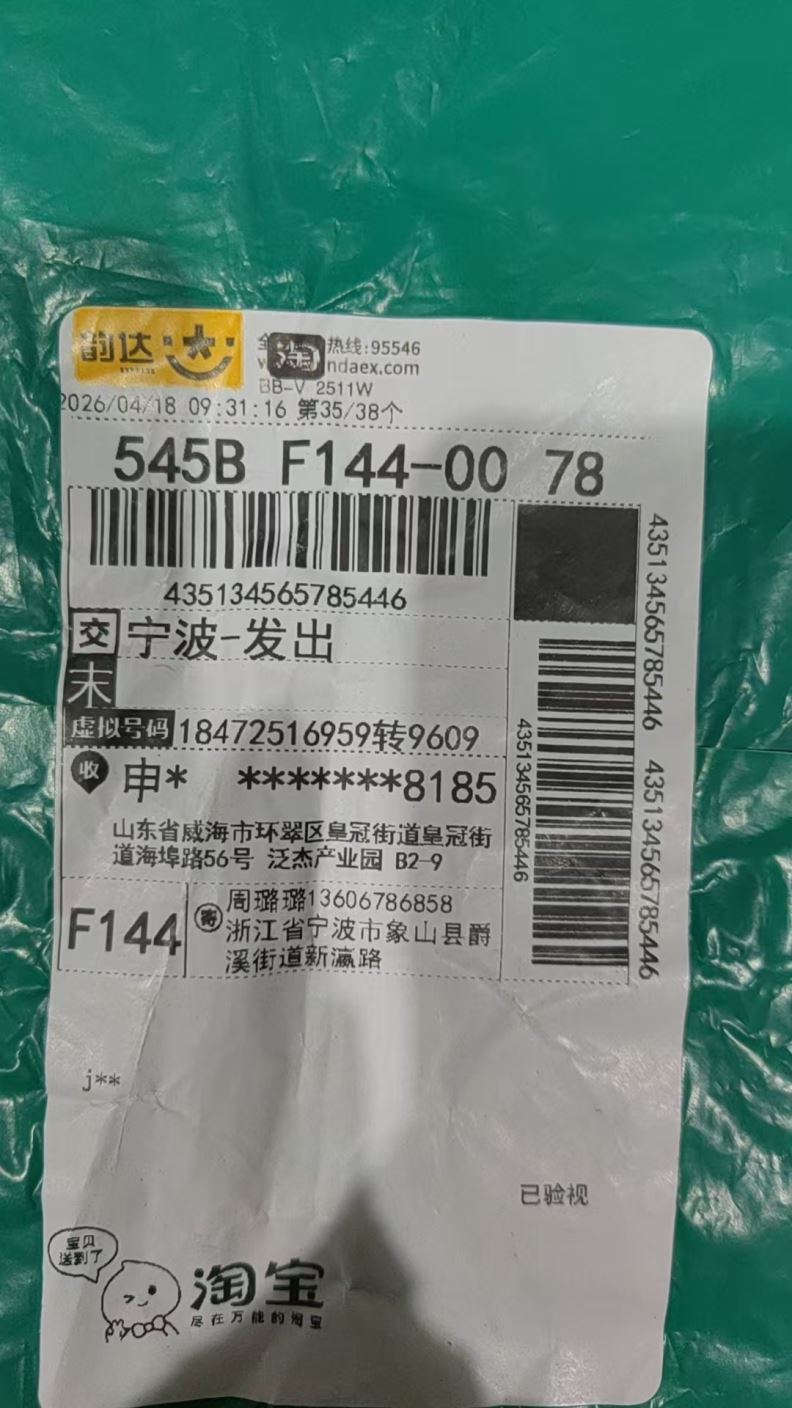 韵达
热线:95546
ndaex.com
淘
BB-V 2511W
2026/04/18 09:31:16 第35/38个
545B F144-00 78
435134565785446
交 宁波-发出
末
虚拟号码 18472516959转9609
收 申* *******8185
山东省威海市环翠区皇冠街道皇冠街
道海埠路56号 泛杰产业园 B2-9
F144
寄 周璐璐13606786858
浙江省宁波市象山县爵
溪街道新瀛路
435134565785446
435134565785446 435134565785446
j**
已验视
宝贝
送到了
淘宝
尽在万能的淘宝